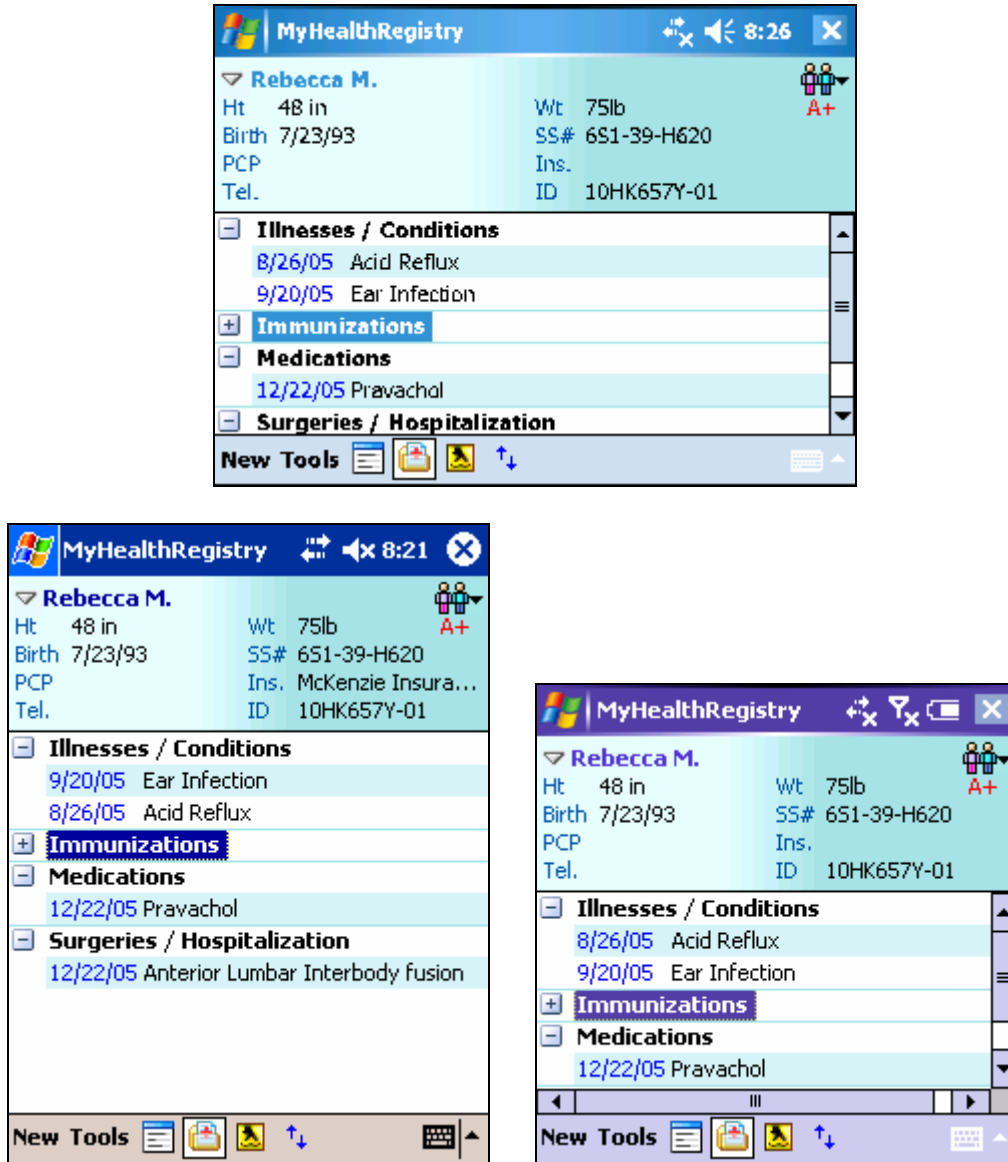 MyHealthRegistry 8:26
Rebecca M.
Ht 48 in Wt 75lb A+
Birth 7/23/93 SS# 6S1-39-H620
PCP Ins.
Tel. ID 10HK657Y-01
Illnesses / Conditions
8/26/05 Acid Reflux
9/20/05 Ear Infection
Immunizations
Medications
12/22/05 Pravachol
Surgeries / Hospitalization
New Tools
MyHealthRegistry 8:21
Rebecca M.
Ht 48 in Wt 75lb A+
Birth 7/23/93 SS# 6S1-39-H620
PCP Ins. McKenzie Insura...
Tel. ID 10HK657Y-01
Illnesses / Conditions
9/20/05 Ear Infection
8/26/05 Acid Reflux
Immunizations
Medications
12/22/05 Pravachol
Surgeries / Hospitalization
12/22/05 Anterior Lumbar Interbody fusion
New Tools
MyHealthRegistry
Rebecca M.
Ht 48 in Wt 75lb A+
Birth 7/23/93 SS# 6S1-39-H620
PCP Ins.
Tel. ID 10HK657Y-01
Illnesses / Conditions
8/26/05 Acid Reflux
9/20/05 Ear Infection
Immunizations
Medications
12/22/05 Pravachol
New Tools